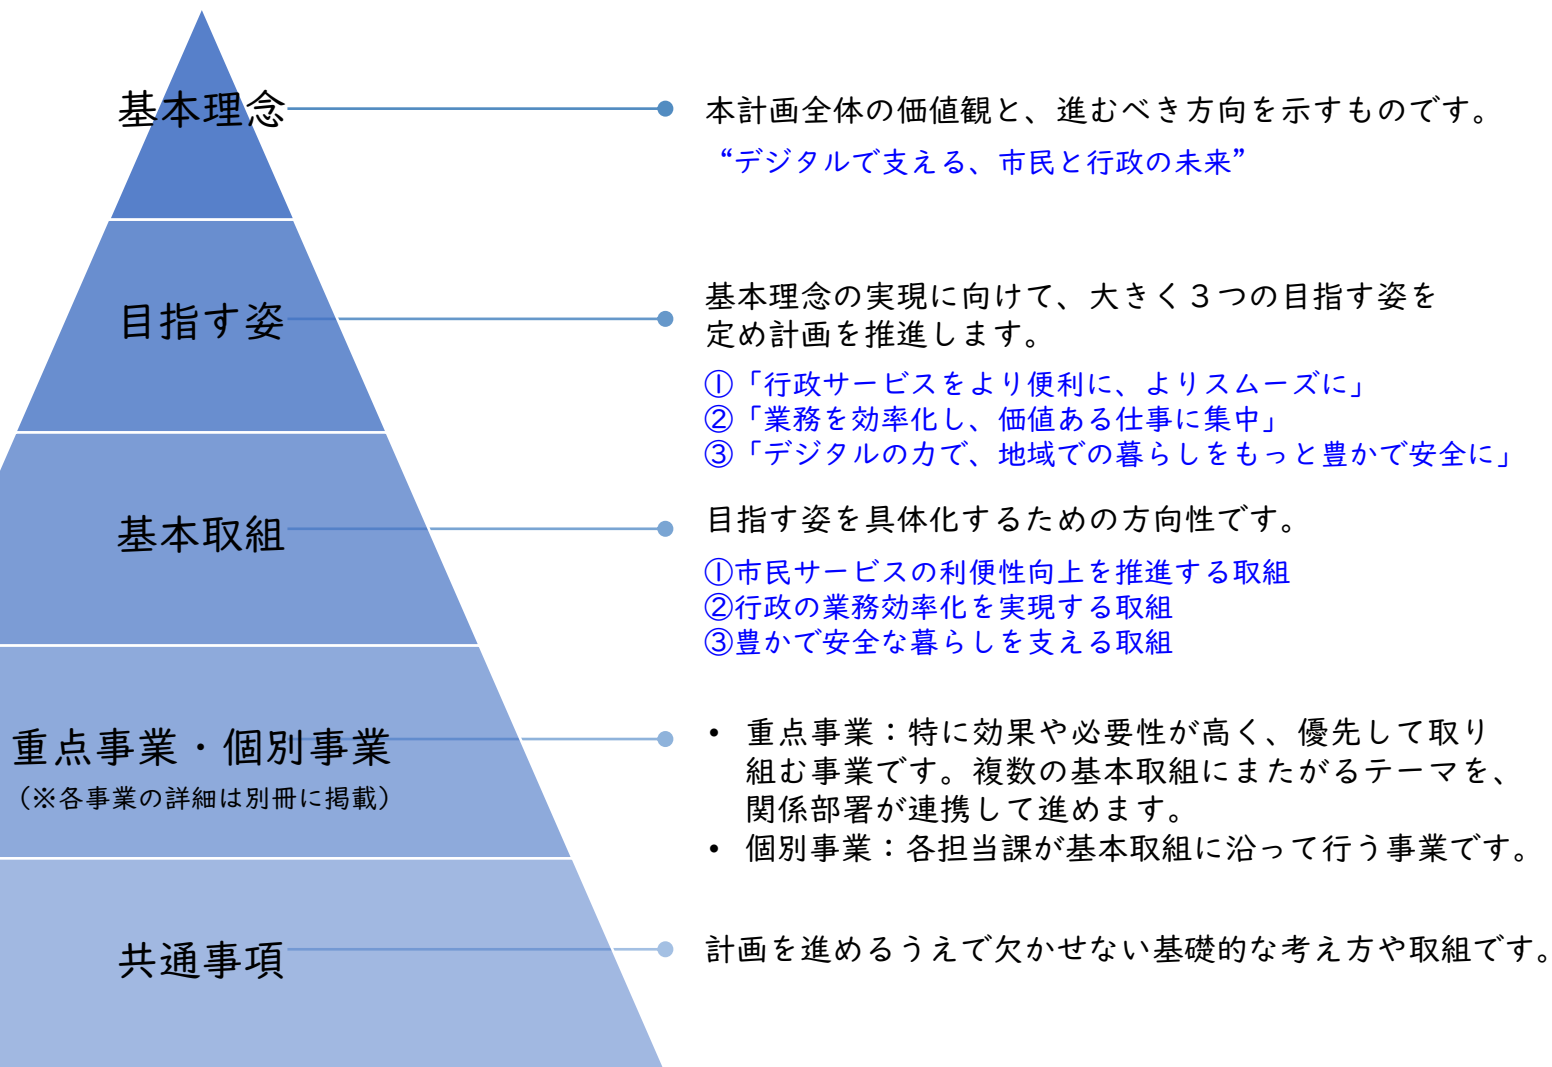 基本理念
本計画全体の価値観と、進むべき方向を示すものです。
“デジタルで支える、市民と行政の未来”
目指す姿
基本理念の実現に向けて、大きく３つの目指す姿を
定め計画を推進します。
①「行政サービスをより便利に、よりスムーズに」
②「業務を効率化し、価値ある仕事に集中」
③「デジタルの力で、地域での暮らしをもっと豊かで安全に」
基本取組
目指す姿を具体化するための方向性です。
①市民サービスの利便性向上を推進する取組
②行政の業務効率化を実現する取組
③豊かで安全な暮らしを支える取組
重点事業・個別事業
（※各事業の詳細は別冊に掲載）
• 重点事業：特に効果や必要性が高く、優先して取り
組む事業です。複数の基本取組にまたがるテーマを、
関係部署が連携して進めます。
• 個別事業：各担当課が基本取組に沿って行う事業です。
共通事項
計画を進めるうえで欠かせない基礎的な考え方や取組です。